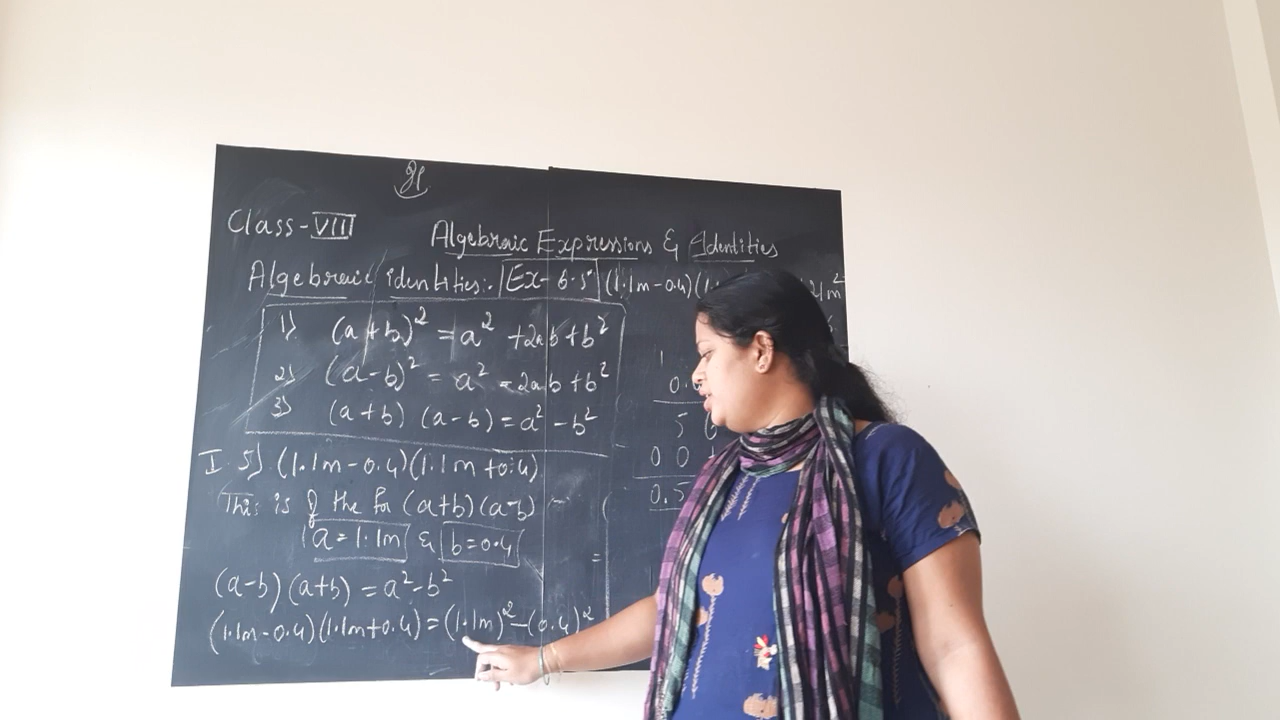 Class-VIII
Algebraic Expressions & Identities
Algebraic identities:- Ex-6.5
1) (a+b)² = a² +2ab+b²
2) (a-b)² = a² -2ab+b²
3) (a+b) (a-b) = a² - b²
I 5) (1.1m-0.4)(1.1m+0.4)
This is of the for (a+b)(a-b)
a=1.1m & b=0.4
(a-b)(a+b) = a²-b²
(1.1m-0.4)(1.1m+0.4) = (1.1m)² - (0.4)²
(1.1m-0.4)(1.